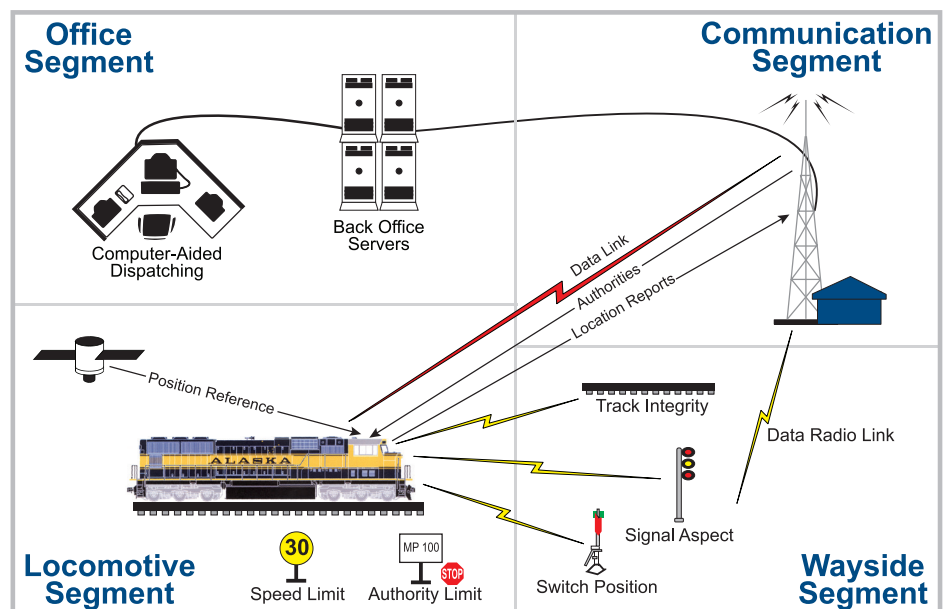 Office
Segment
Communication
Segment
Computer-Aided
Dispatching
Back Office
Servers
Data Link
Authorities
Location Reports
Position Reference
ALASKA
Track Integrity
Data Radio Link
Signal Aspect
Switch Position
30
Speed Limit
MP 100
STOP
Authority Limit
Locomotive
Segment
Wayside
Segment